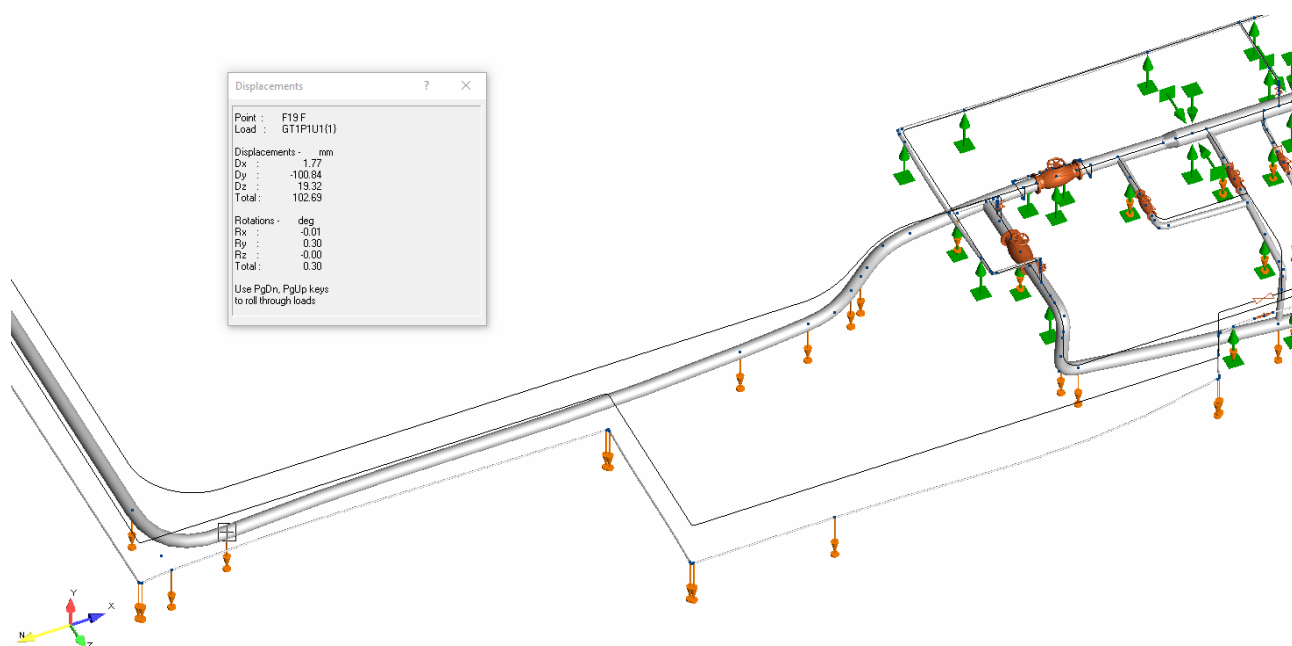 Displacements ? ×
Point : F19 F
Load : GT1P1U1{1}
Displacements - mm
Dx : 1.77
Dy : -100.84
Dz : 19.32
Total : 102.69
Rotations - deg
Rx : -0.01
Ry : 0.30
Rz : -0.00
Total : 0.30
Use PgDn, PgUp keys
to roll through loads
Y
X
N
Z